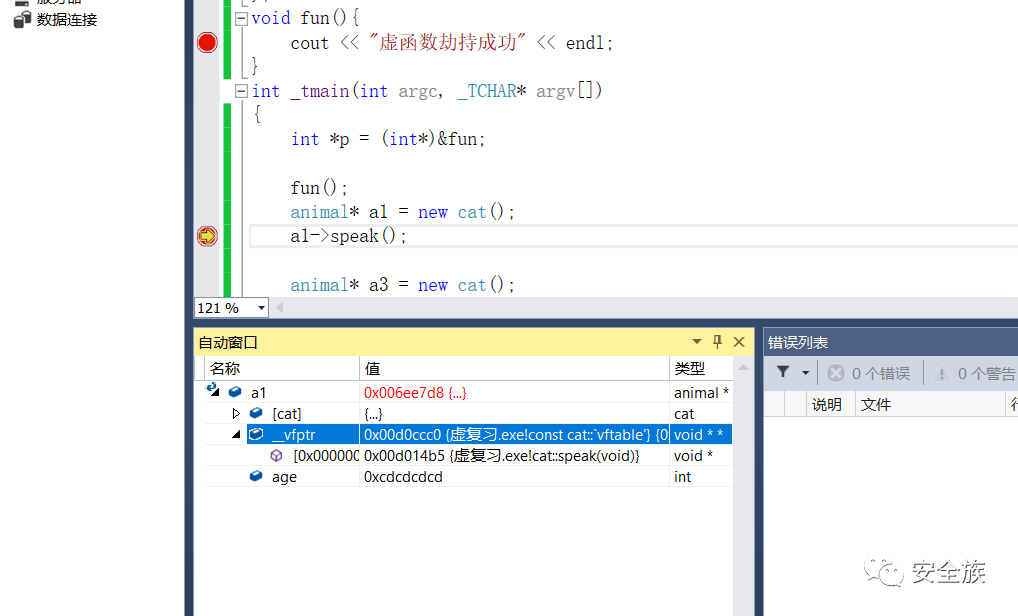 数据连接
void fun(){
cout << "虚函数劫持成功" << endl;
}
int _tmain(int argc, _TCHAR* argv[])
{
int *p = (int*)&fun;
fun();
animal* a1 = new cat();
a1->speak();
animal* a3 = new cat();
121 %
自动窗口
名称 值 类型
a1 0x006ee7d8 {...} animal *
[cat] {...} cat
__vfptr 0x00d0ccc0 {虚复习.exe!const cat::`vftable'} {0 void * *
[0x000000 0x00d014b5 {虚复习.exe!cat::speak(void)} void *
age 0xcdcdcdcd int
错误列表
0 个错误 0 个警告
说明 文件
安全族